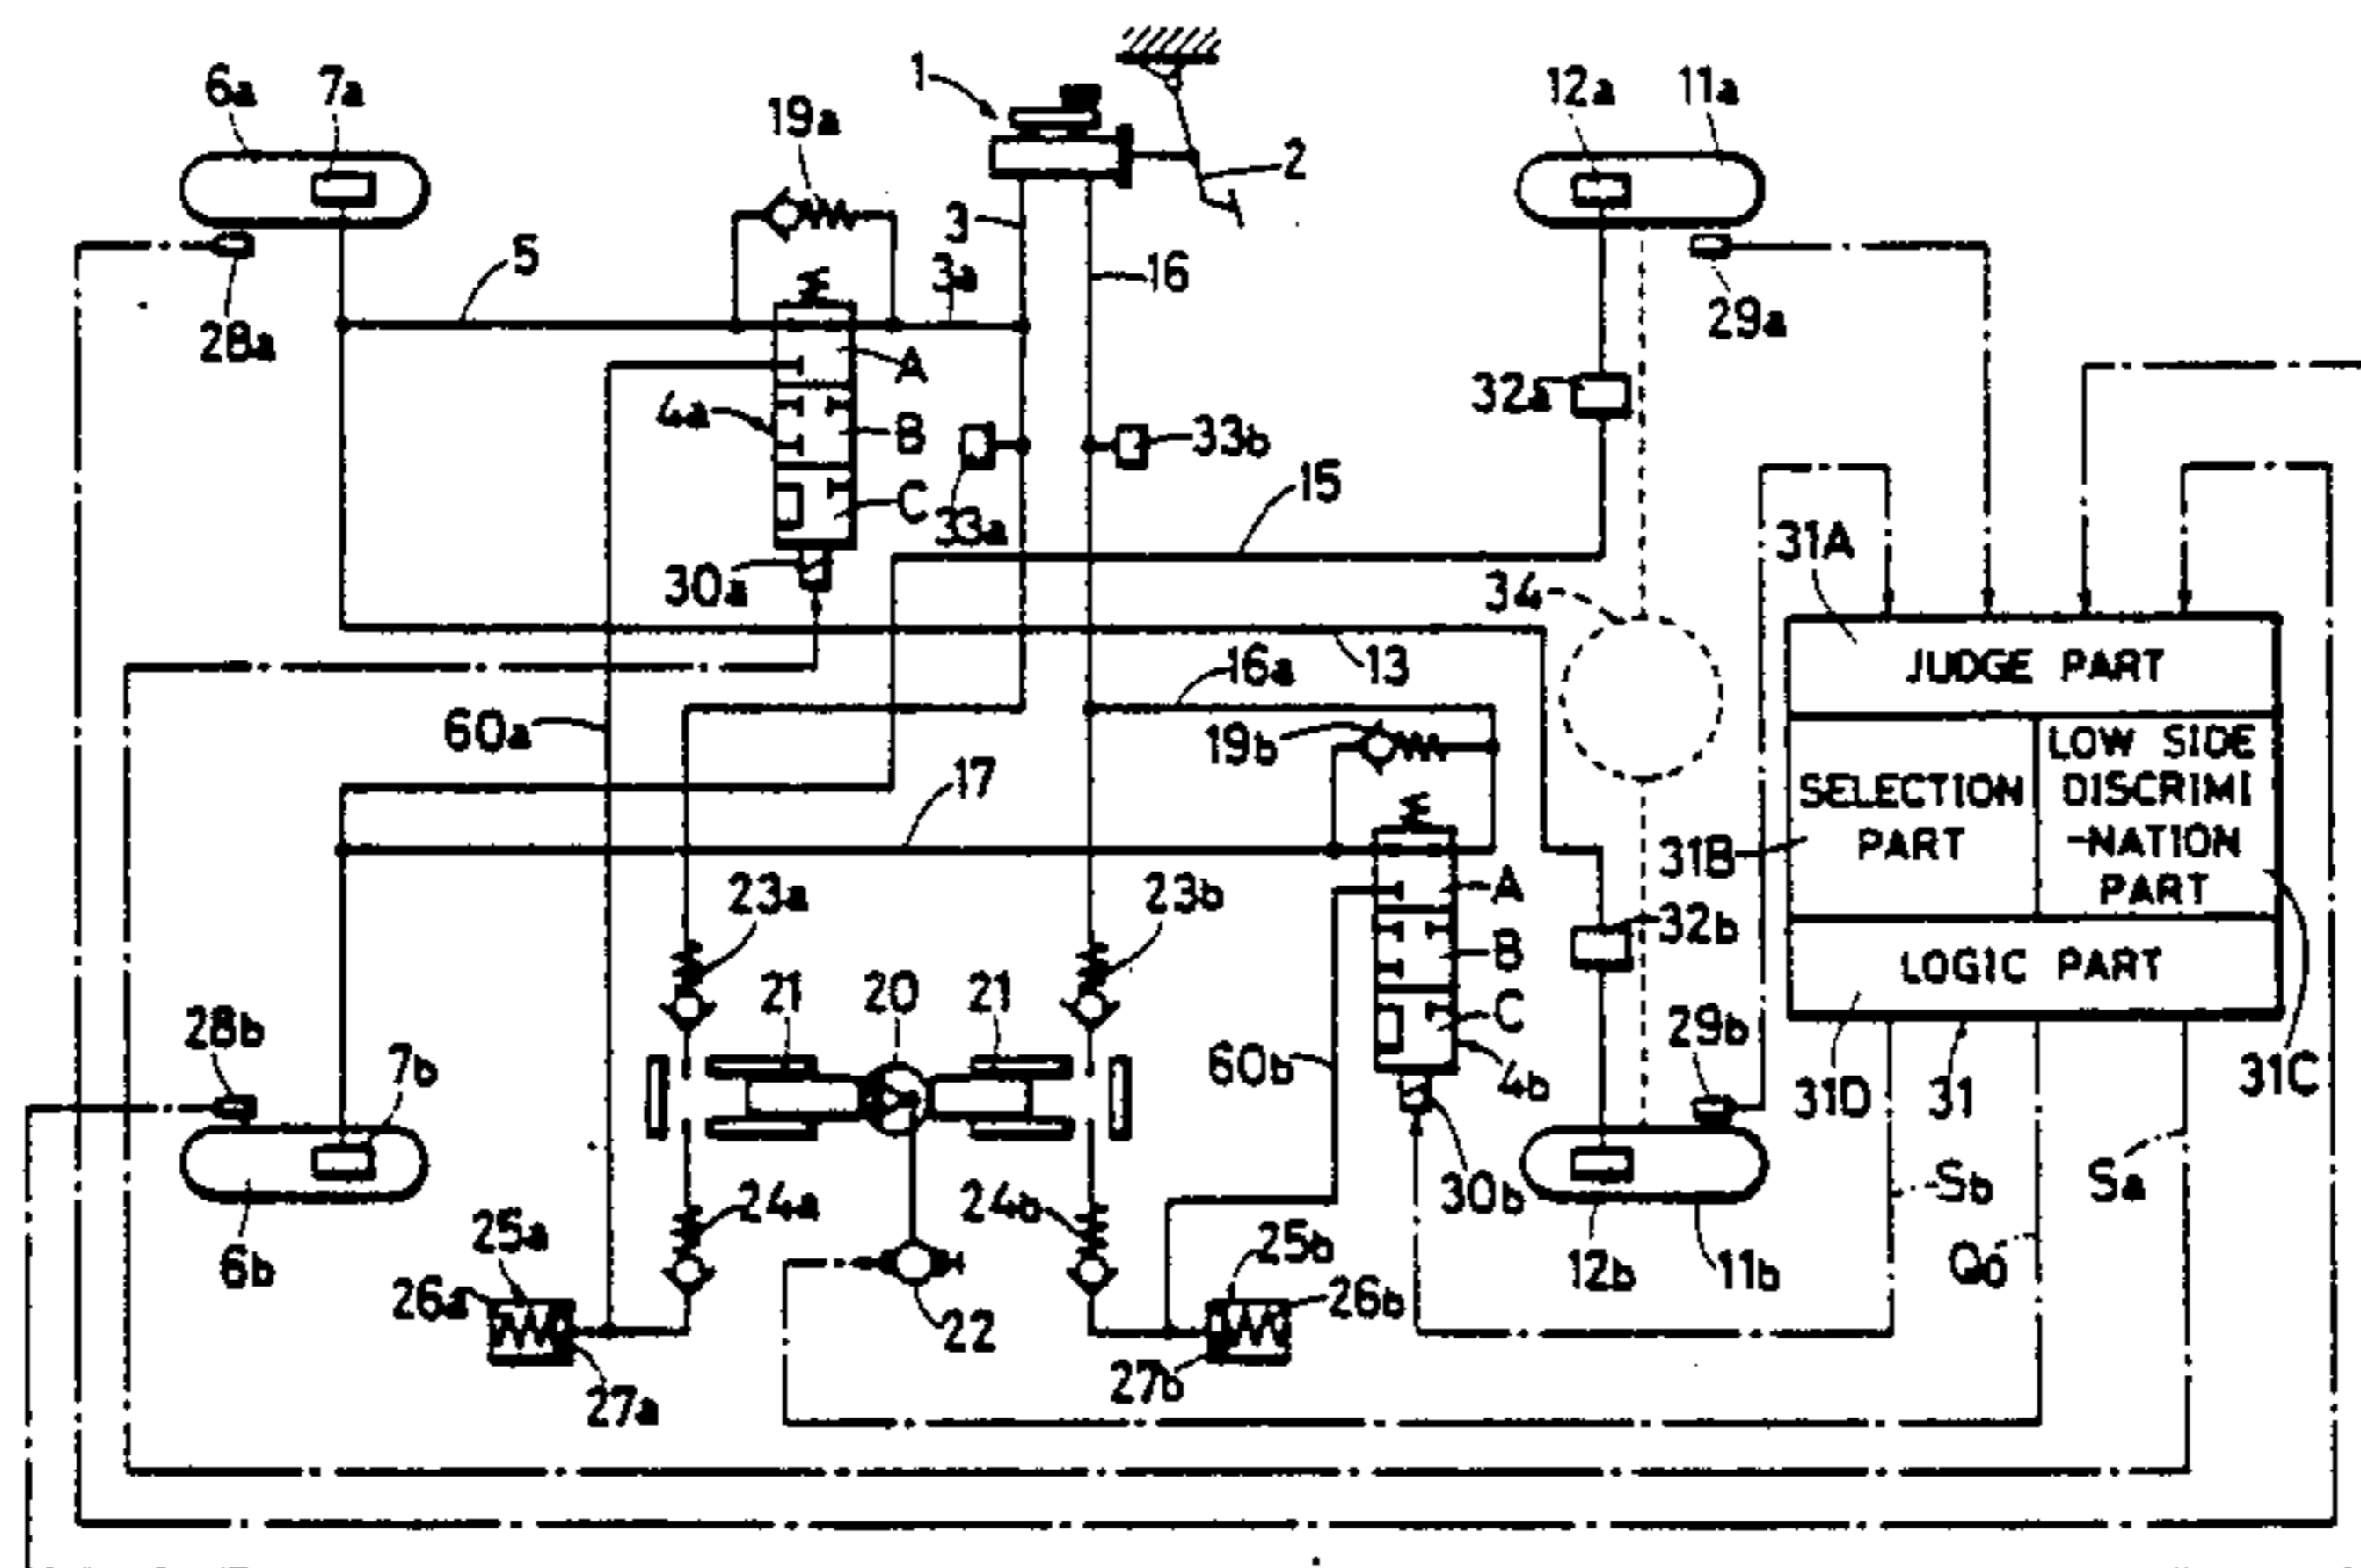 1
6a 7a 12a 11a
19a
2
3
5 3a 16
28a 29a
A
32a
4a B 33b
C 33a 15
31A
30a 34
JUDGE PART
13
16a
60a 19b
LOW SIDE
17 SELECTION DISCRIMI
31B PART -NATION
PART
23a 23b A
32b
B LOGIC PART
21 20 21
C
28b 29b
7b 60b 4b 31D 31 31C
Sb Sa
24a 24b 30b
25a 25b
6b 12b 11b Q0
26a 26b
22
27a 27b